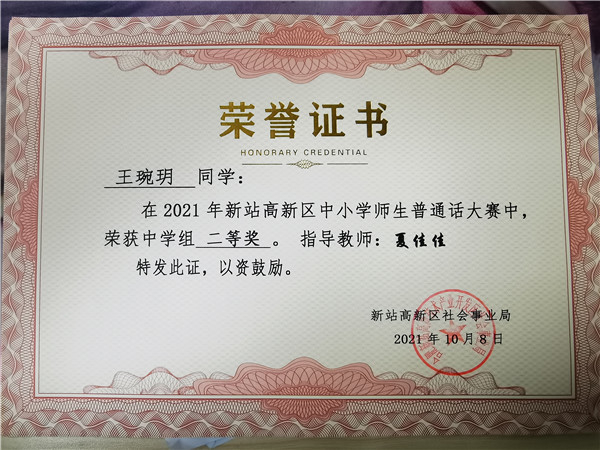 荣誉证书
HONORARY CREDENTIAL
王琬玥 同学：
在 2021 年新站高新区中小学师生普通话大赛中，
荣获中学组 二等奖 。 指导教师：夏佳佳
特发此证，以资鼓励。
新站高新区社会事业局
2021 年 10 月 8 日